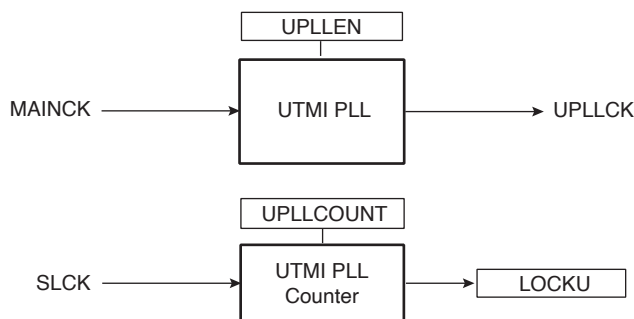 UPLLEN
MAINCK
UTMI PLL
UPLLCK
UPLLCOUNT
SLCK
UTMI PLL
Counter
LOCKU